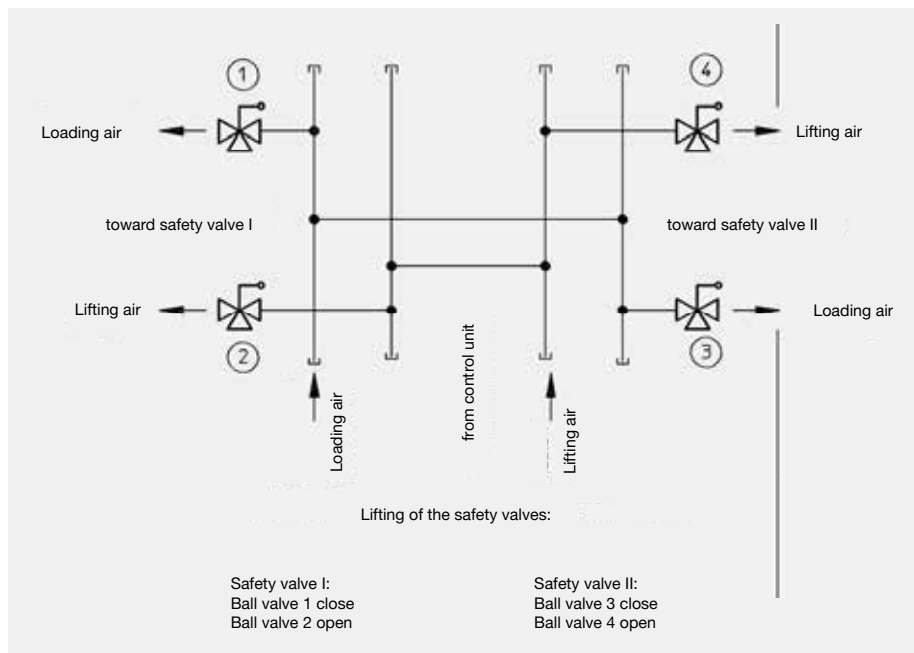 1
4
Loading air
Lifting air
toward safety valve I
toward safety valve II
Lifting air
Loading air
2
3
Loading air
from control unit
Lifting air
Lifting of the safety valves:
Safety valve I:
Ball valve 1 close
Ball valve 2 open
Safety valve II:
Ball valve 3 close
Ball valve 4 open